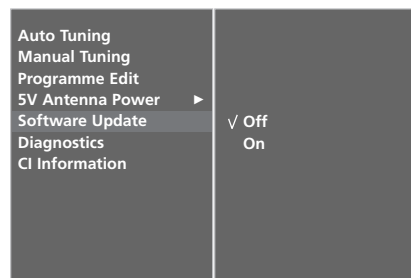 Auto Tuning
Manual Tuning
Programme Edit
5V Antenna Power ►
Software Update
Diagnostics
CI Information
√ Off
On